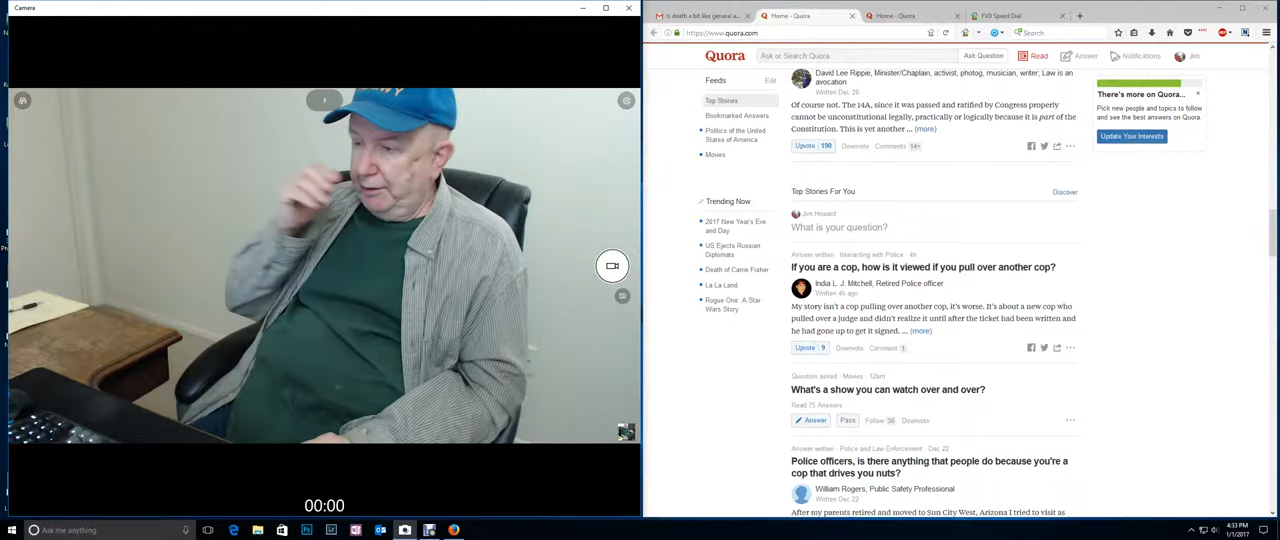 Camera
00:00
Is death a bit like general a...
Home - Quora
Home - Quora
FVD Speed Dial
https://www.quora.com
Search
Quora
Ask or Search Quora
Ask Question
Read
Answer
Notifications
Jim
Feeds
Edit
Top Stories
Bookmarked Answers
Politics of the United
States of America
Movies
Trending Now
2017 New Year's Eve
and Day
US Ejects Russian
Diplomats
Death of Carrie Fisher
La La Land
Rogue One: A Star
Wars Story
David Lee Rippie, Minister/Chaplain, activist, photog, musician, writer; Law is an
avocation
Written Dec 26
Of course not. The 14A, since it was passed and ratified by Congress properly
cannot be unconstitutional legally, practically or logically because it is part of the
Constitution. This is yet another ... (more)
Upvote 190 Downvote Comments 14+
Top Stories For You
Discover
Jim Howard
What is your question?
Answer written · Interacting with Police · 4h
If you are a cop, how is it viewed if you pull over another cop?
India L. J. Mitchell, Retired Police officer
Written 4h ago
My story isn't a cop pulling over another cop, it's worse. It's about a new cop who
pulled over a judge and didn't realize it until after the ticket had been written and
he had gone up to get it signed. ... (more)
Upvote 9 Downvote Comment 1
Question asked · Movies · 12am
What's a show you can watch over and over?
Read 75 Answers
Answer Pass Follow 36 Downvote
Answer written · Police and Law Enforcement · Dec 22
Police officers, is there anything that people do because you're a
cop that drives you nuts?
William Rogers, Public Safety Professional
Written Dec 22
After my parents retired and moved to Sun City West, Arizona I tried to visit as
There's more on Quora...
Pick new people and topics to follow
and see the best answers on Quora.
Update Your Interests
Ask me anything
4:33 PM
1/1/2017